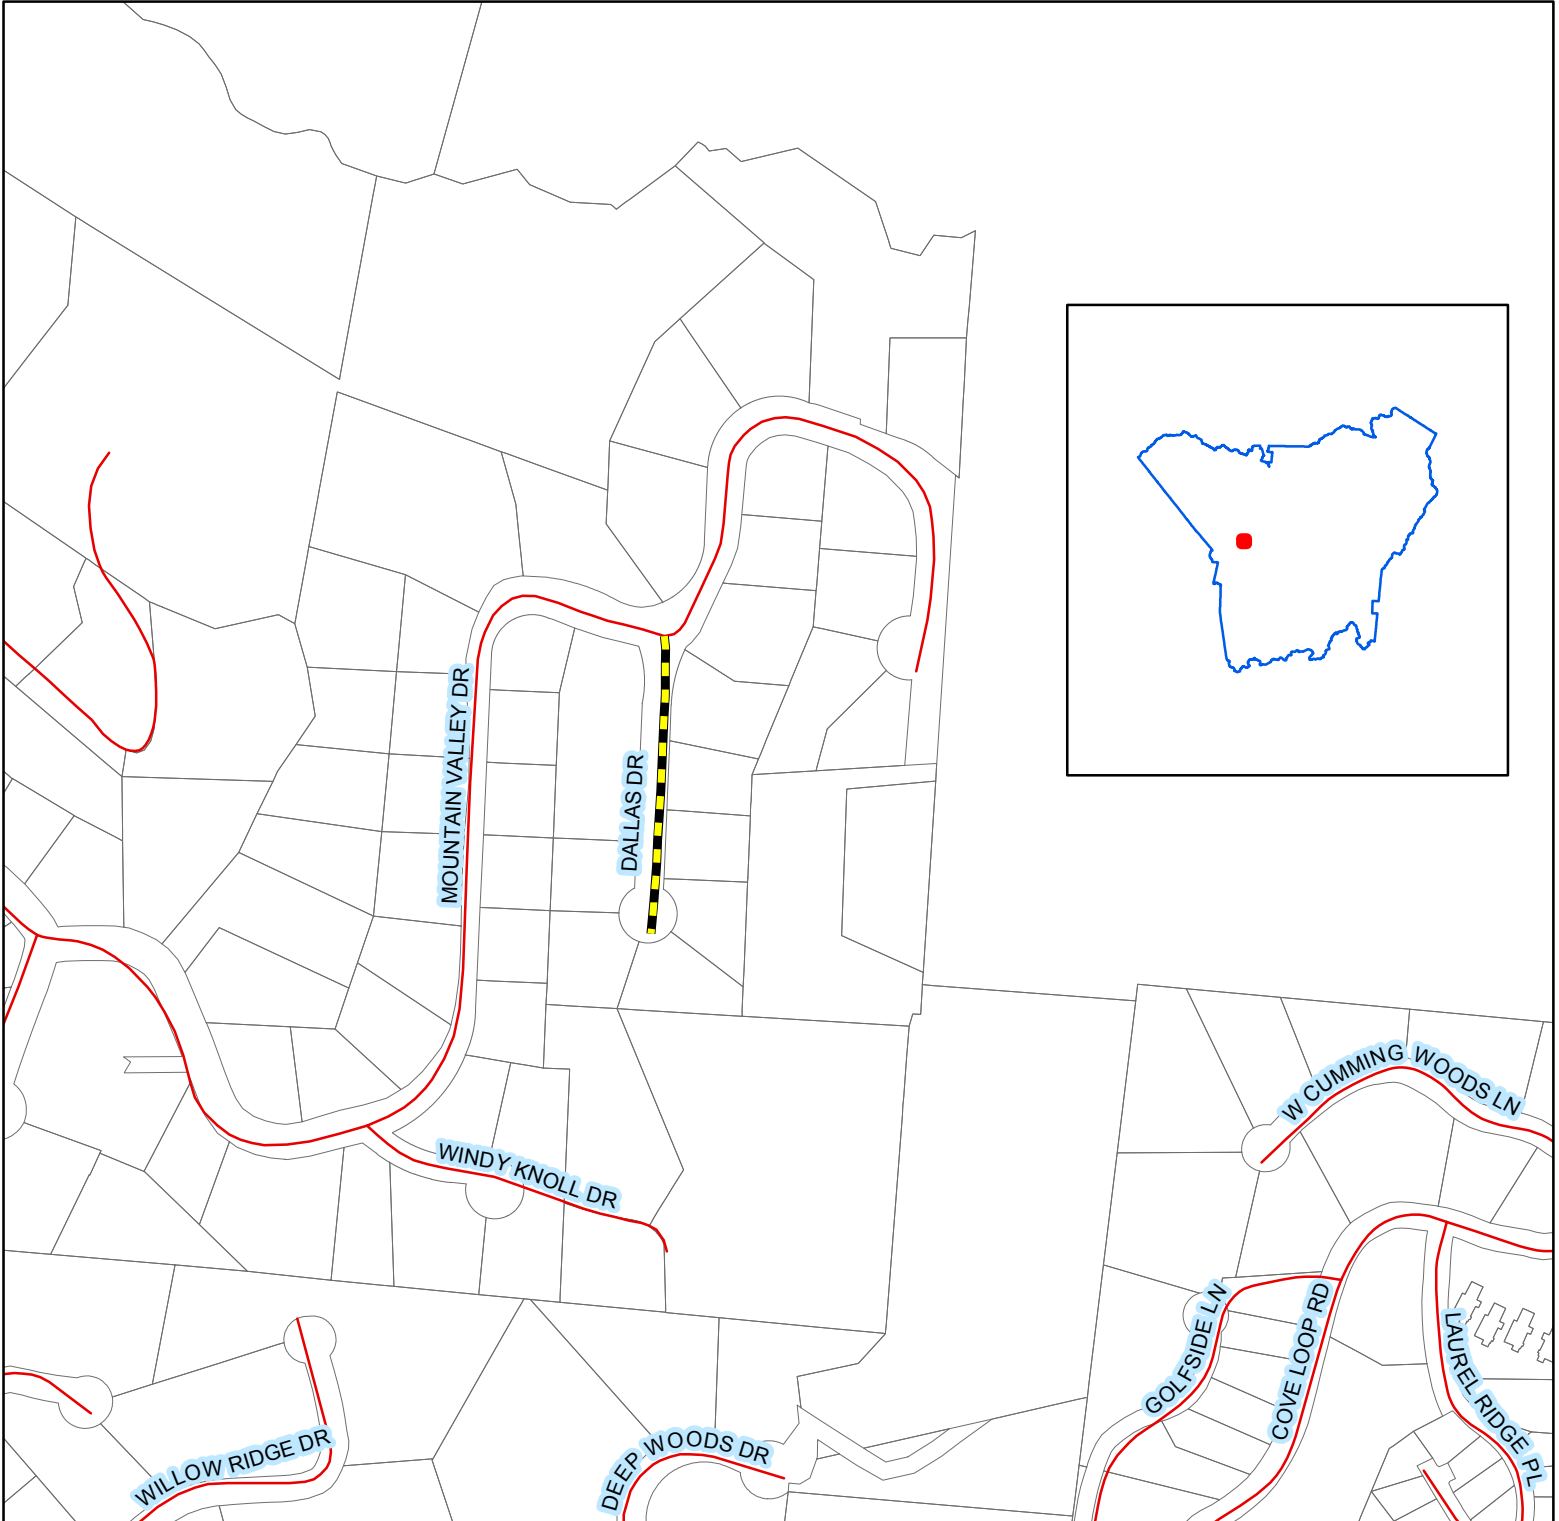 MOUNTAIN VALLEY DR
DALLAS DR
W CUMMING WOODS LN
WINDY KNOLL DR
GOLFSIDE LN
COVE LOOP RD
LAUREL RIDGE PL
WILLOW RIDGE DR
DEEP WOODS DR